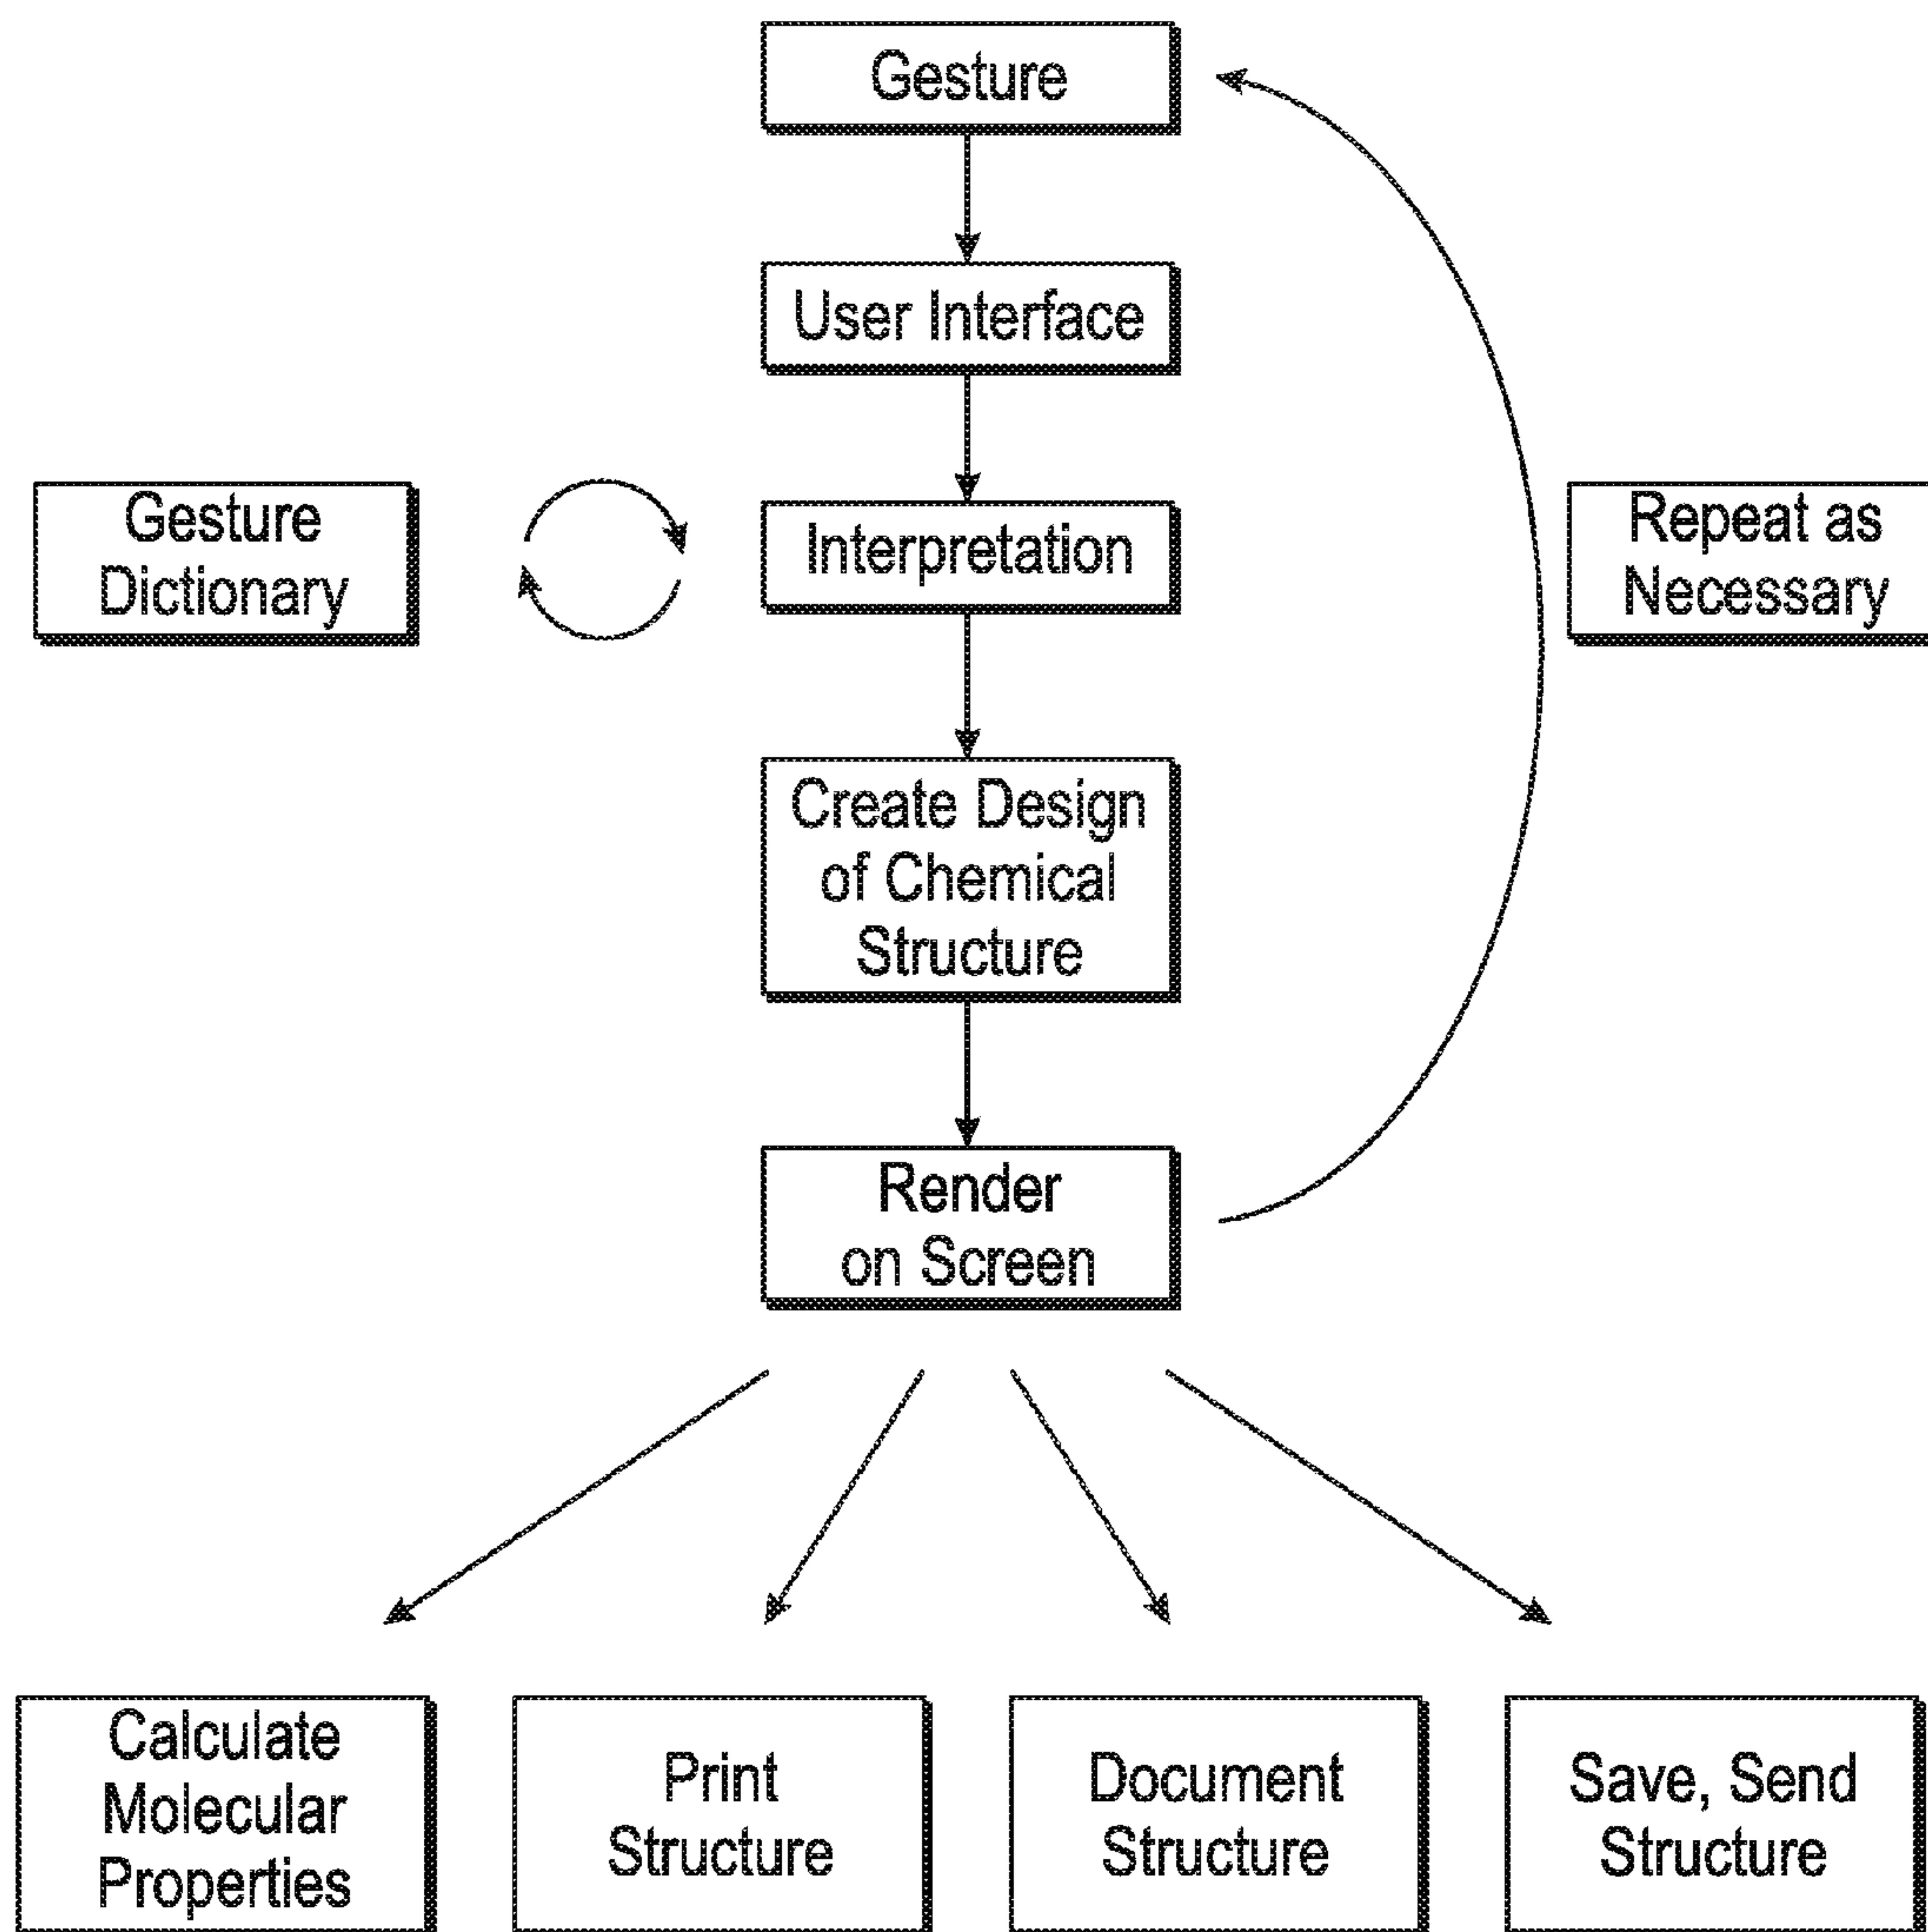 Gesture
User Interface
Gesture
Dictionary
Interpretation
Repeat as
Necessary
Create Design
of Chemical
Structure
Render
on Screen
Calculate
Molecular
Properties
Print
Structure
Document
Structure
Save, Send
Structure